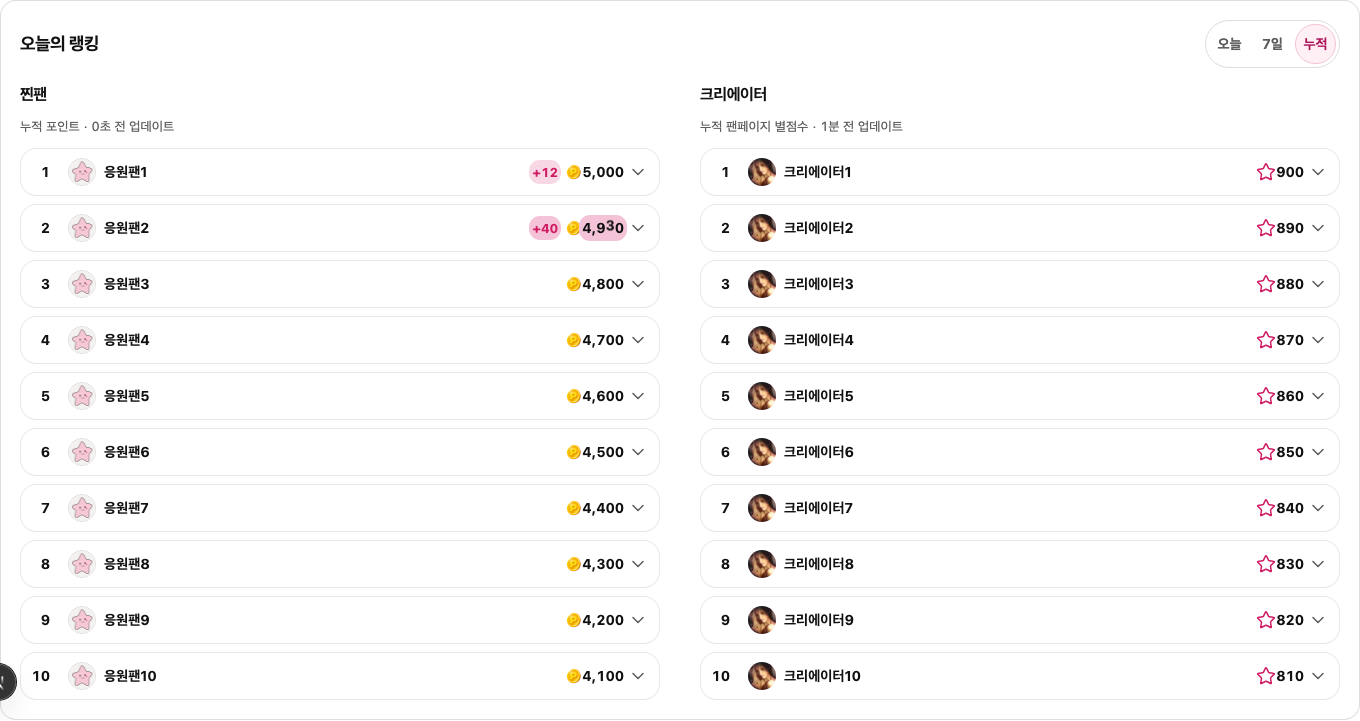 오늘의 랭킹
오늘 7일 누적
찐팬
누적 포인트 · 0초 전 업데이트
1 응원팬1 +12 5,000
2 응원팬2 +40 4,930
3 응원팬3 4,800
4 응원팬4 4,700
5 응원팬5 4,600
6 응원팬6 4,500
7 응원팬7 4,400
8 응원팬8 4,300
9 응원팬9 4,200
10 응원팬10 4,100
크리에이터
누적 팬페이지 별점수 · 1분 전 업데이트
1 크리에이터1 900
2 크리에이터2 890
3 크리에이터3 880
4 크리에이터4 870
5 크리에이터5 860
6 크리에이터6 850
7 크리에이터7 840
8 크리에이터8 830
9 크리에이터9 820
10 크리에이터10 810